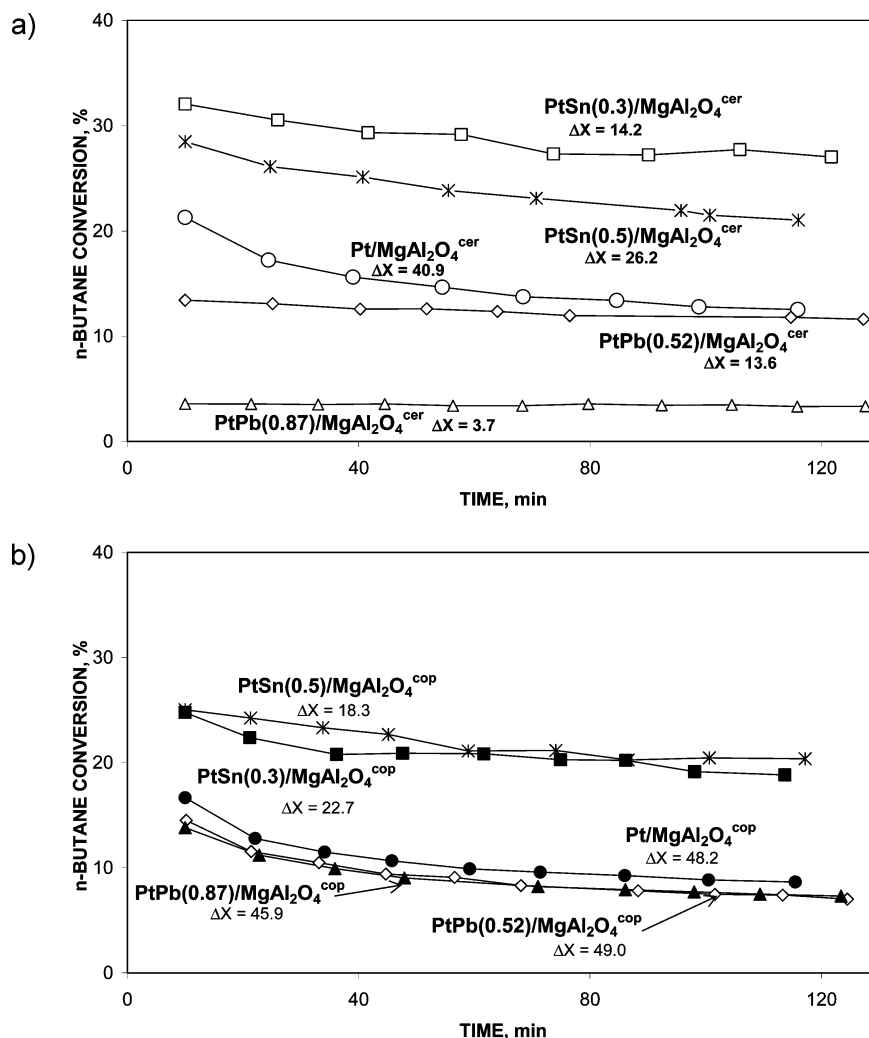 a)
40
30
20
10
0
n-BUTANE CONVERSION, %
PtSn(0.3)/MgAl₂O₄ᶜᵉʳ
ΔX = 14.2
PtSn(0.5)/MgAl₂O₄ᶜᵉʳ
ΔX = 26.2
Pt/MgAl₂O₄ᶜᵉʳ
ΔX = 40.9
PtPb(0.52)/MgAl₂O₄ᶜᵉʳ
ΔX = 13.6
PtPb(0.87)/MgAl₂O₄ᶜᵉʳ ΔX = 3.7
0 40 80 120
TIME, min
b)
40
30
20
10
0
n-BUTANE CONVERSION, %
PtSn(0.5)/MgAl₂O₄ᶜᵒᵖ
ΔX = 18.3
PtSn(0.3)/MgAl₂O₄ᶜᵒᵖ
ΔX = 22.7
Pt/MgAl₂O₄ᶜᵒᵖ
ΔX = 48.2
PtPb(0.87)/MgAl₂O₄ᶜᵒᵖ
ΔX = 45.9
PtPb(0.52)/MgAl₂O₄ᶜᵒᵖ
ΔX = 49.0
0 40 80 120
TIME, min